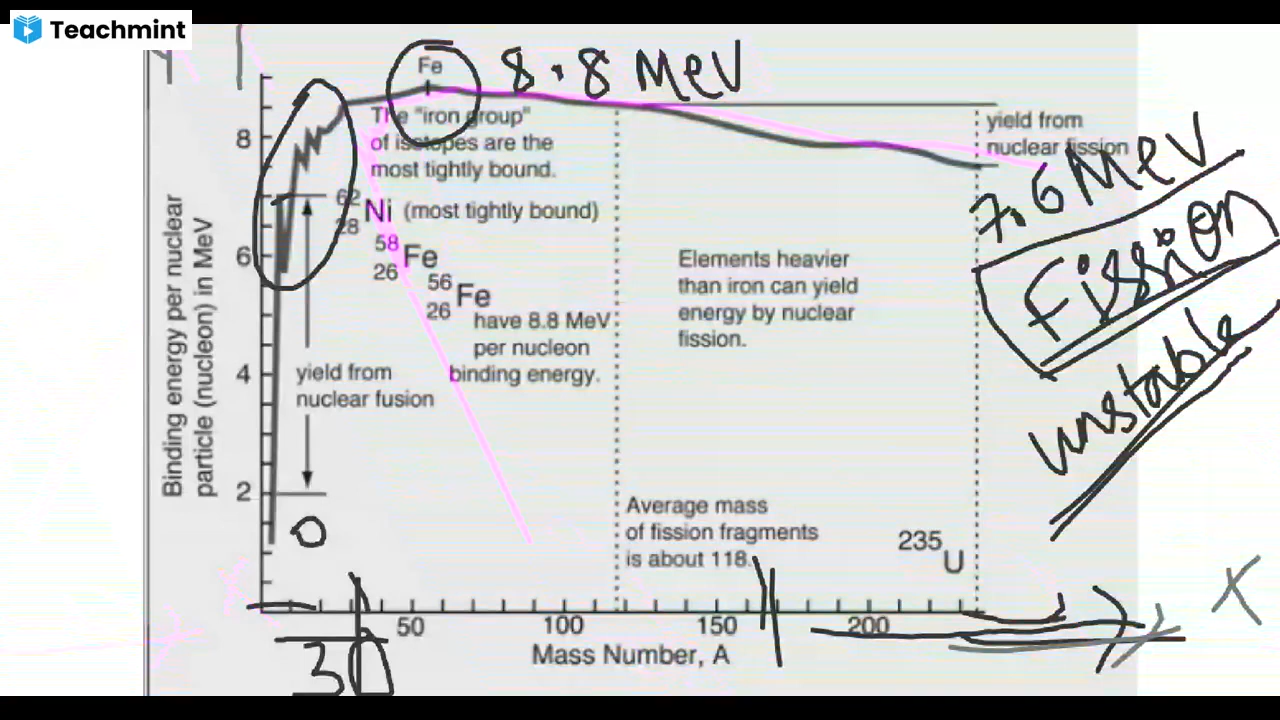 Teachmint
Fe
8.8 MeV
The "iron group"
of isotopes are the
most tightly bound.
yield from
nuclear fission
7.6 MeV
Fission
unstable
8
6
4
2
Binding energy per nuclear
particle (nucleon) in MeV
62
28 Ni (most tightly bound)
58
26 Fe
56
26 Fe
have 8.8 MeV
per nucleon
binding energy.
yield from
nuclear fusion
Elements heavier
than iron can yield
energy by nuclear
fission.
Average mass
of fission fragments
is about 118.
235
U
0
30
50 100 150 200
Mass Number, A
X